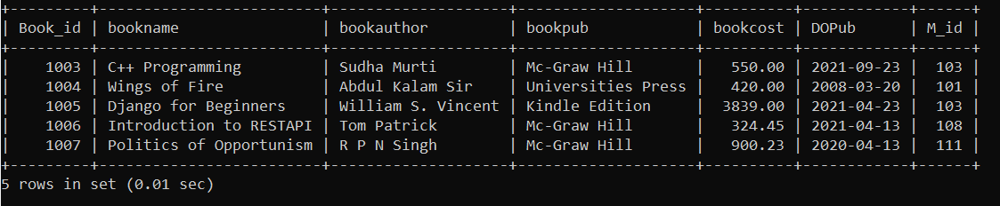 +---------+------------------------+--------------------+--------------------+----------+------------+------+
| Book_id | bookname               | bookauthor         | bookpub            | bookcost | DOPub      | M_id |
+---------+------------------------+--------------------+--------------------+----------+------------+------+
|    1003 | C++ Programming        | Sudha Murti        | Mc-Graw Hill       |   550.00 | 2021-09-23 |  103 |
|    1004 | Wings of Fire          | Abdul Kalam Sir    | Universities Press |   420.00 | 2008-03-20 |  101 |
|    1005 | Django for Beginners   | William S. Vincent | Kindle Edition     |  3839.00 | 2021-04-23 |  103 |
|    1006 | Introduction to RESTAPI | Tom Patrick        | Mc-Graw Hill       |   324.45 | 2021-04-13 |  108 |
|    1007 | Politics of Opportunism | R P N Singh        | Mc-Graw Hill       |   900.23 | 2020-04-13 |  111 |
+---------+------------------------+--------------------+--------------------+----------+------------+------+
5 rows in set (0.01 sec)